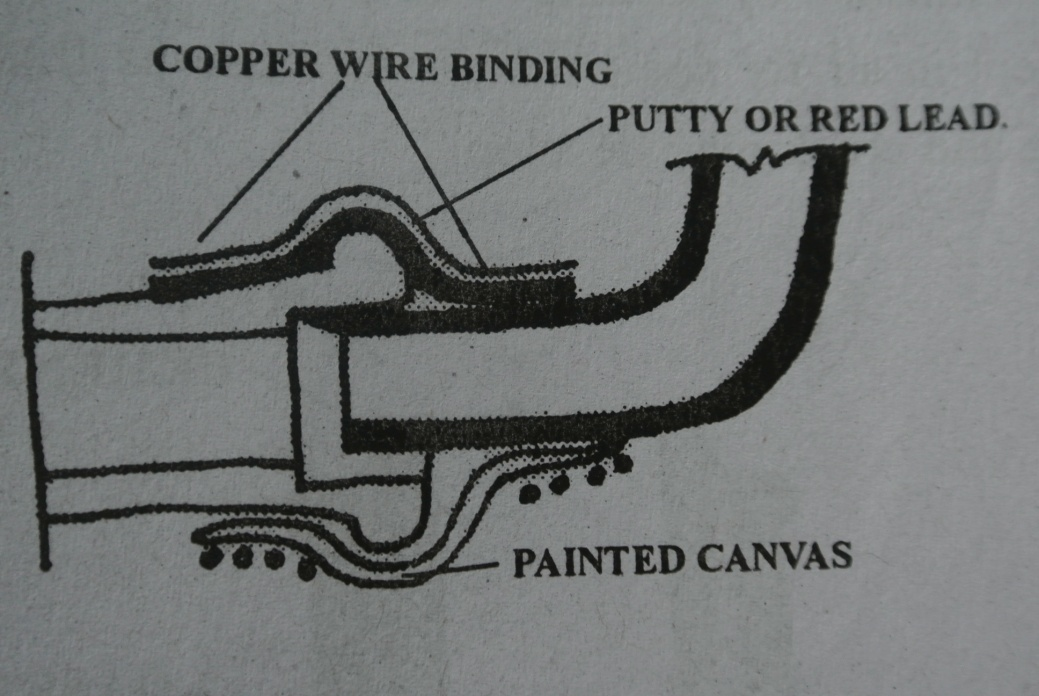 COPPER WIRE BINDING
PUTTY OR RED LEAD.
PAINTED CANVAS